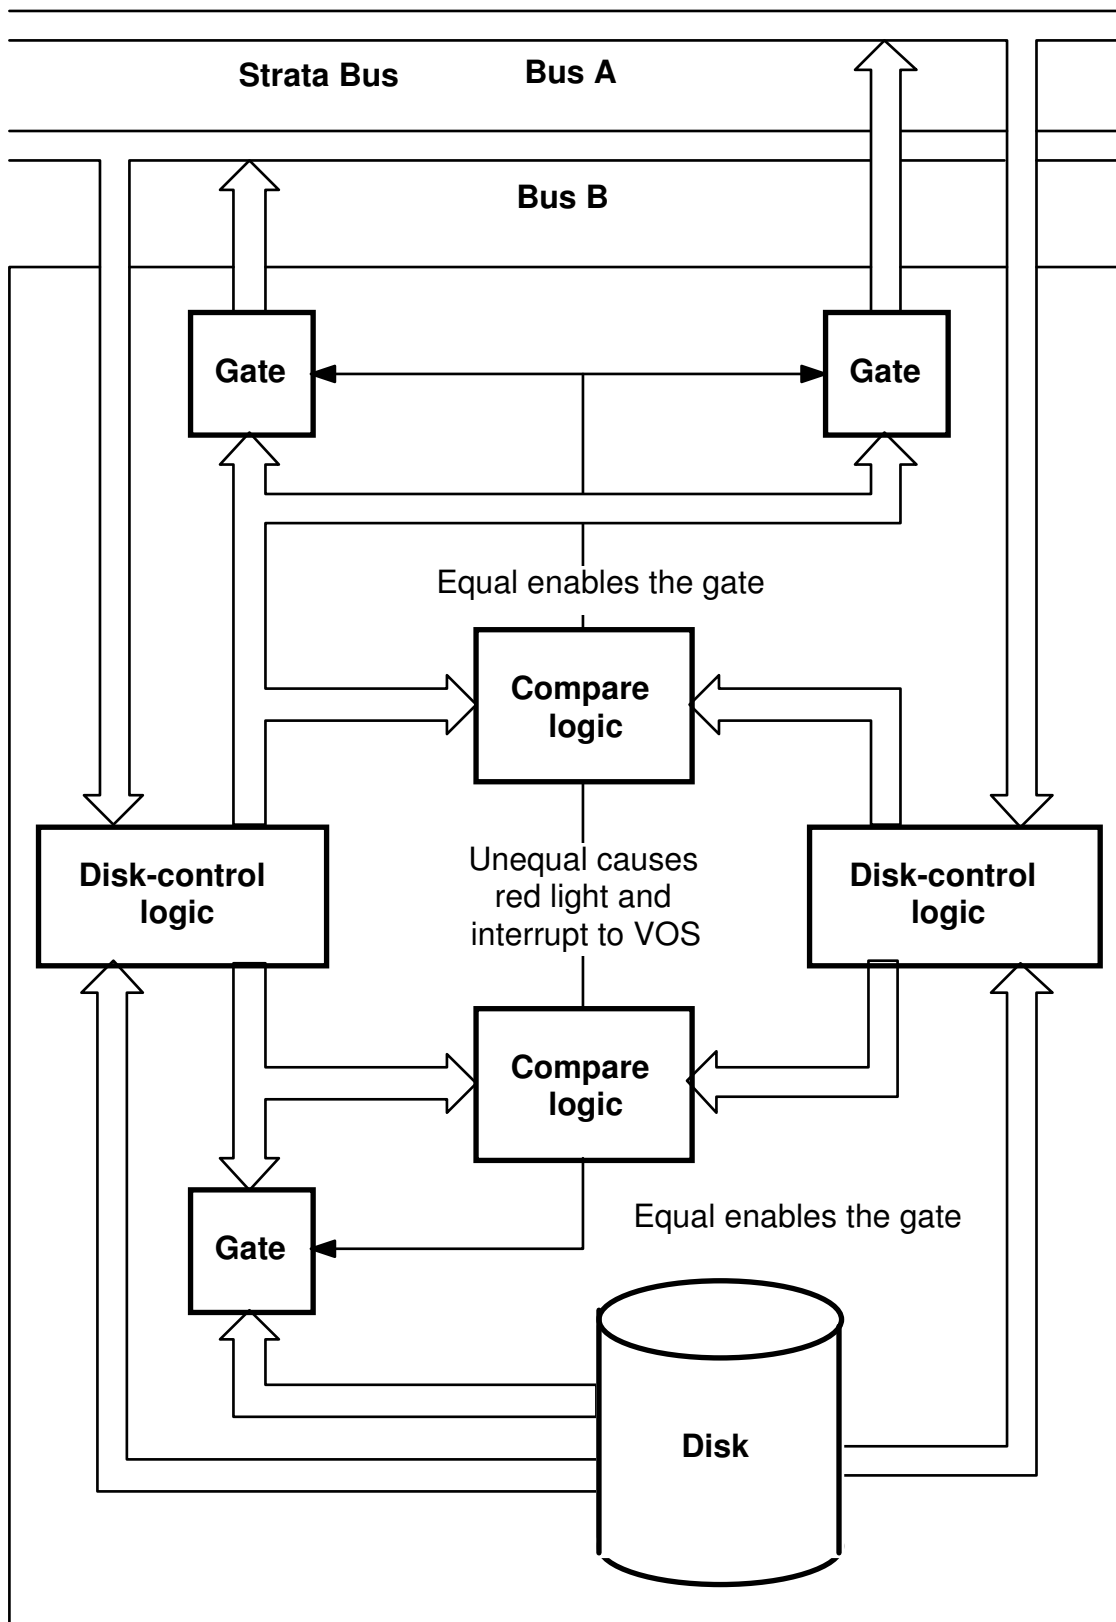 Strata Bus
Bus A
Bus B
Gate
Gate
Equal enables the gate
Compare
logic
Disk-control
logic
Unequal causes
red light and
interrupt to VOS
Disk-control
logic
Compare
logic
Gate
Equal enables the gate
Disk